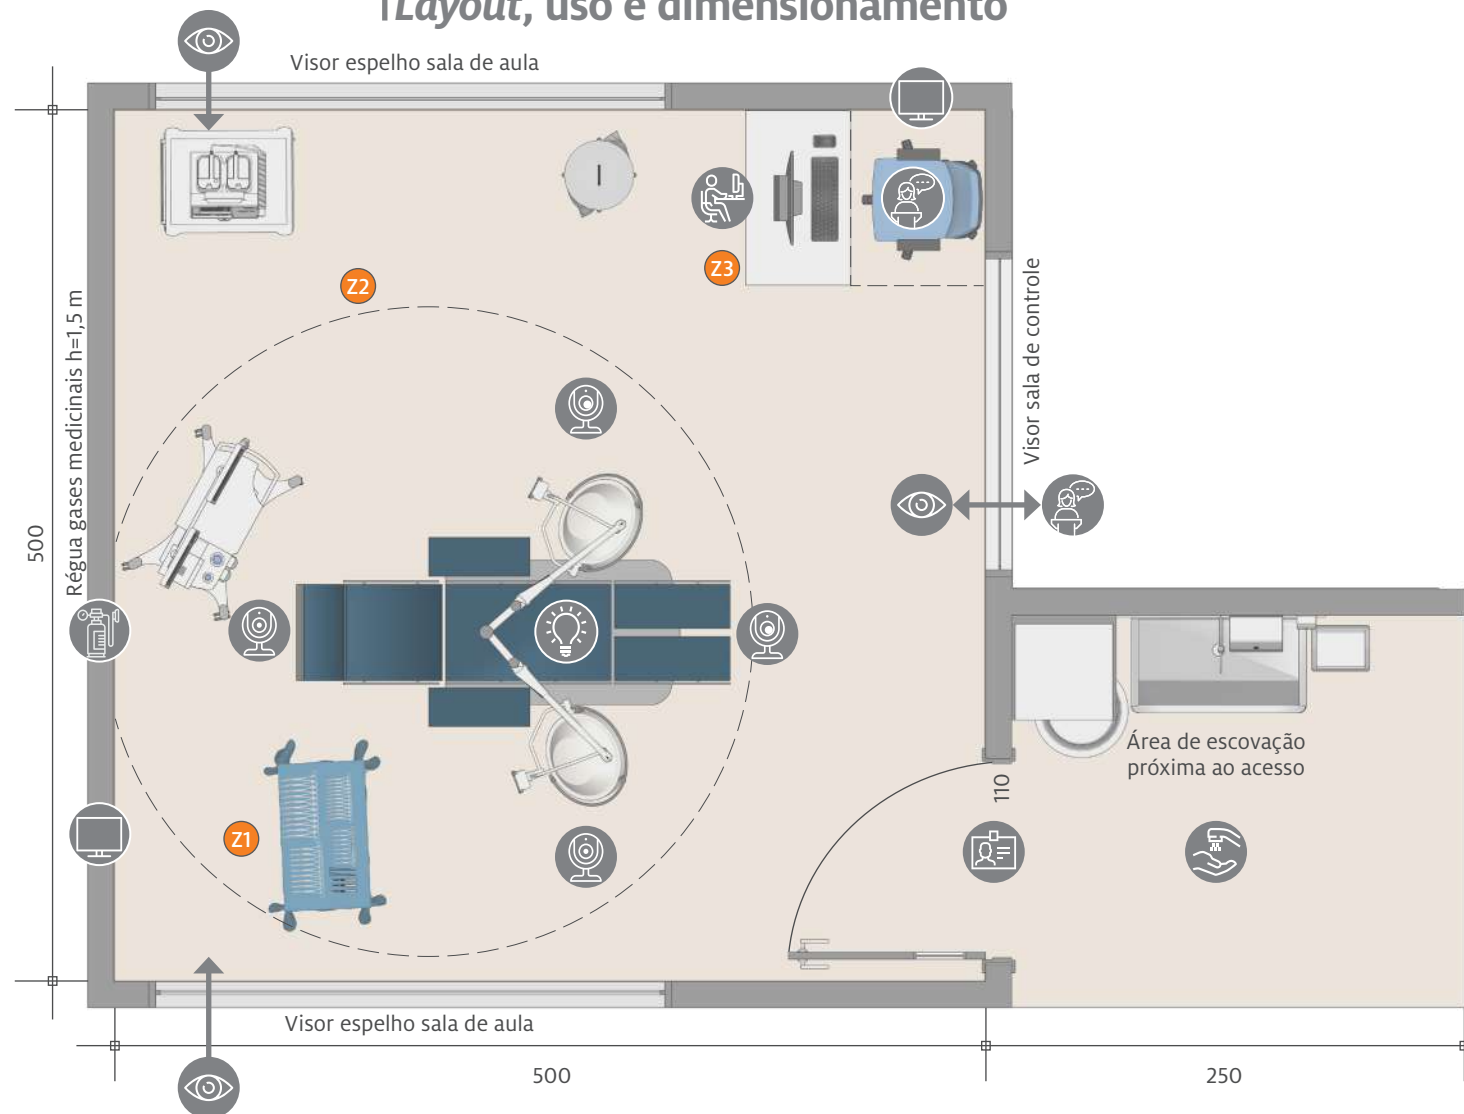 Layout, uso e dimensionamento
Visor espelho sala de aula
Z3
Z2
Régua gases medicinais h=1,5 m
Visor sala de controle
500
Área de escovação
próxima ao acesso
110
Z1
Visor espelho sala de aula
500
250